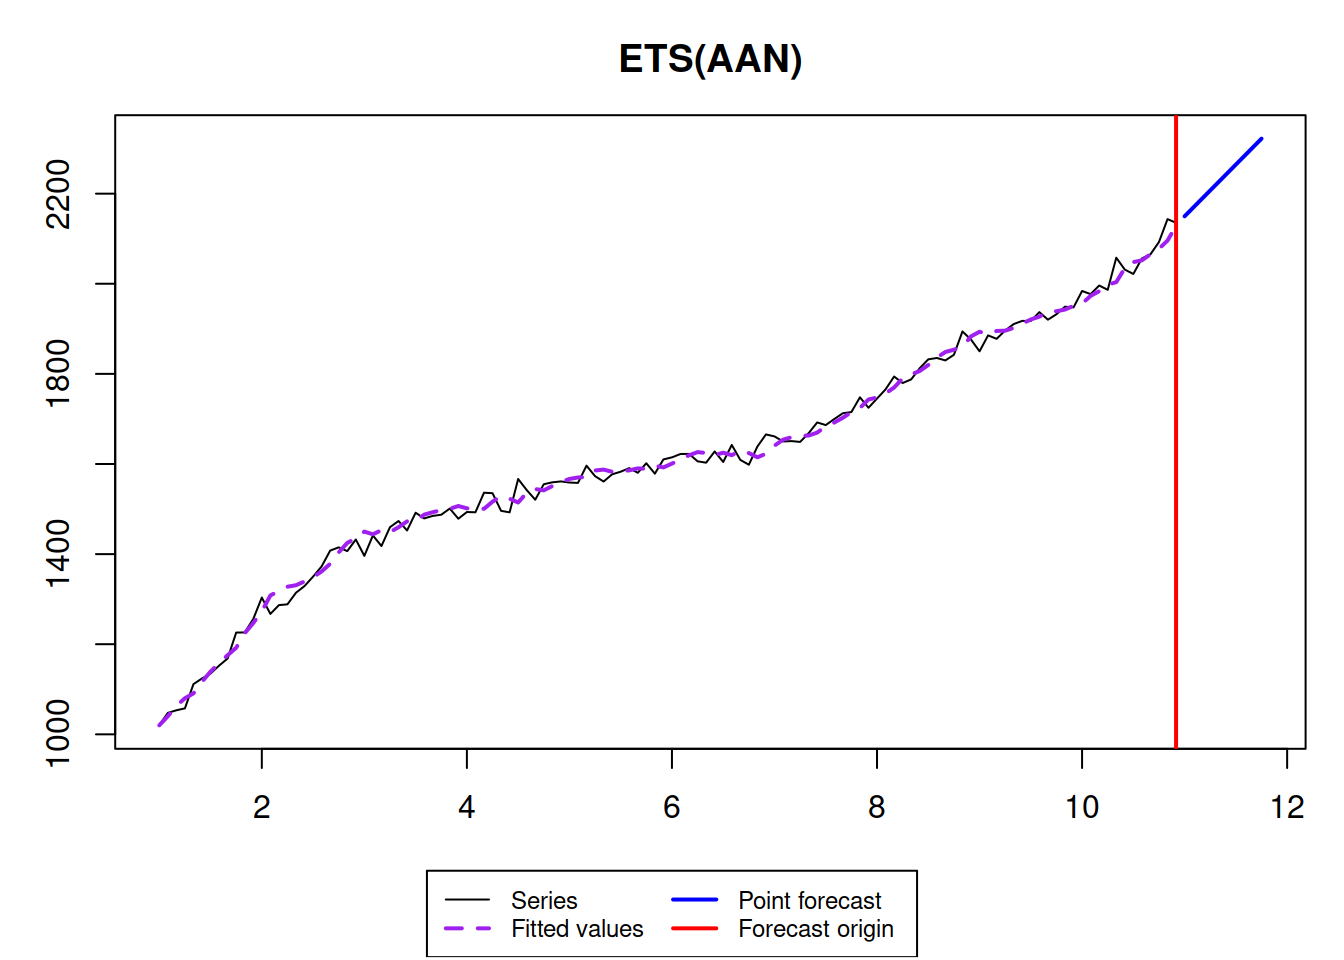 ETS(AAN)
2200
1800
1400
1000
2 4 6 8 10 12
Series Point forecast
Fitted values Forecast origin